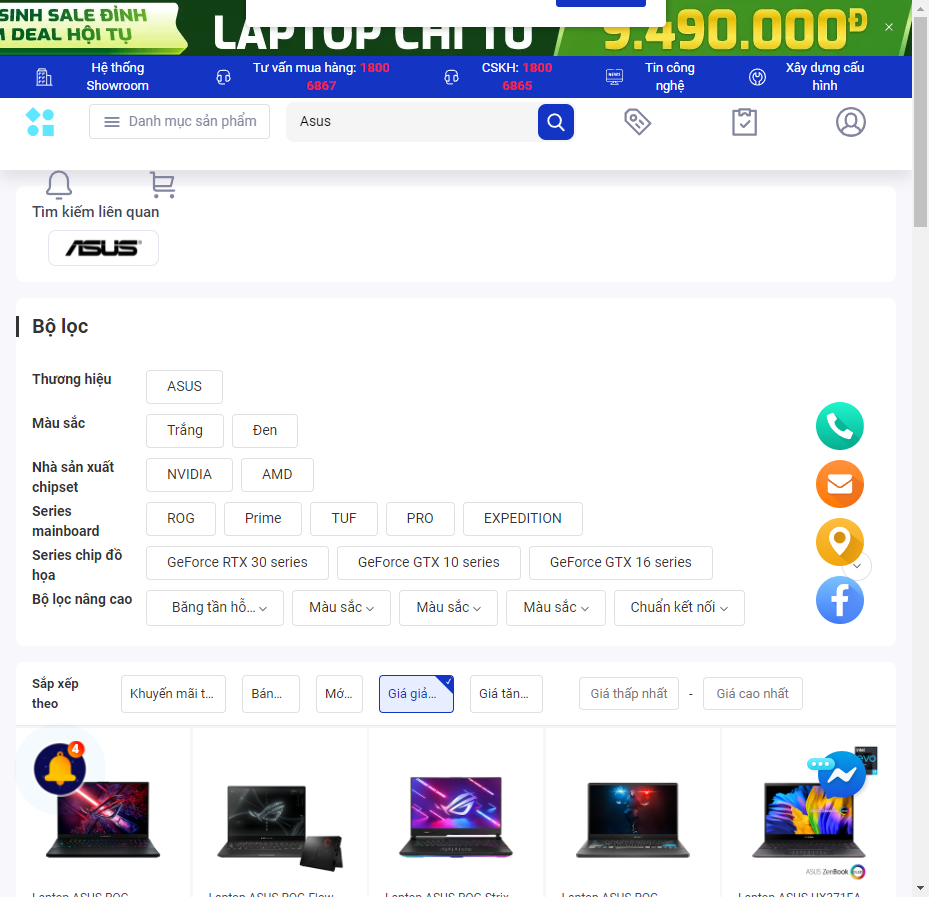 SINH SALE ĐỈNH
DEAL HỘI TỤ
LAPTOP CHỈ TỪ
9.490.000Đ
Hệ thống
Showroom
Tư vấn mua hàng: 1800
6867
CSKH: 1800
6865
NEWS
Tin công
nghệ
Xây dựng cấu
hình
Danh mục sản phẩm
Asus
Tìm kiếm liên quan
ASUS
Bộ lọc
Thương hiệu
ASUS
Màu sắc
Trắng
Đen
Nhà sản xuất
chipset
NVIDIA
AMD
Series
mainboard
ROG
Prime
TUF
PRO
EXPEDITION
Series chip đồ
họa
GeForce RTX 30 series
GeForce GTX 10 series
GeForce GTX 16 series
Bộ lọc nâng cao
Băng tần hỗ...
Màu sắc
Màu sắc
Màu sắc
Chuẩn kết nối
Sắp xếp
theo
Khuyến mãi t...
Bán...
Mớ...
Giá giả...
Giá tăn...
Giá thấp nhất
-
Giá cao nhất
4
intel
evo
ASUS ZenBook
Laptop ASUS ROG
Laptop ASUS ROG Flow
Laptop ASUS ROG Strix
Laptop ASUS ROG
Laptop ASUS UX371EA